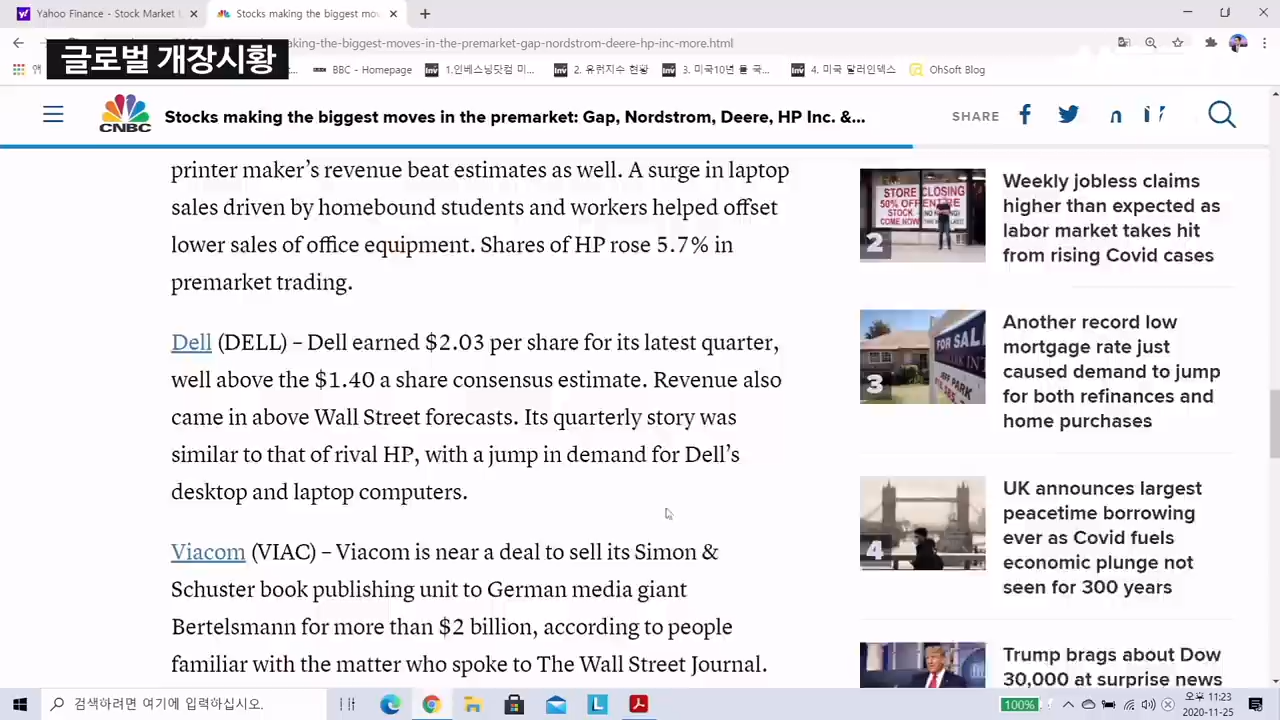 Yahoo Finance - Stock Market
Stocks making the biggest mov
글로벌 개장시황
aking-the-biggest-moves-in-the-premarket-gap-nordstrom-deere-hp-inc-more.html
BBC - Homepage
1.인베스닝닷컴 미...
2. 유럽지수 현황
3. 미국10년 물 국...
4. 미국 달러인덱스
OhSoft Blog
CNBC
Stocks making the biggest moves in the premarket: Gap, Nordstrom, Deere, HP Inc. &...
SHARE
printer maker's revenue beat estimates as well. A surge in laptop
sales driven by homebound students and workers helped offset
lower sales of office equipment. Shares of HP rose 5.7% in
premarket trading.
Dell (DELL) – Dell earned $2.03 per share for its latest quarter,
well above the $1.40 a share consensus estimate. Revenue also
came in above Wall Street forecasts. Its quarterly story was
similar to that of rival HP, with a jump in demand for Dell's
desktop and laptop computers.
Viacom (VIAC) – Viacom is near a deal to sell its Simon &
Schuster book publishing unit to German media giant
Bertelsmann for more than $2 billion, according to people
familiar with the matter who spoke to The Wall Street Journal.
STORE CLOSING
50% OFF ENTIRE
STOCK
COME NOW
2
Weekly jobless claims
higher than expected as
labor market takes hit
from rising Covid cases
FOR SALE
JEFF PARK
3
Another record low
mortgage rate just
caused demand to jump
for both refinances and
home purchases
4
UK announces largest
peacetime borrowing
ever as Covid fuels
economic plunge not
seen for 300 years
Trump brags about Dow
30,000 at surprise news
검색하려면 여기에 입력하십시오.
100%
오후 11:23
2020-11-25